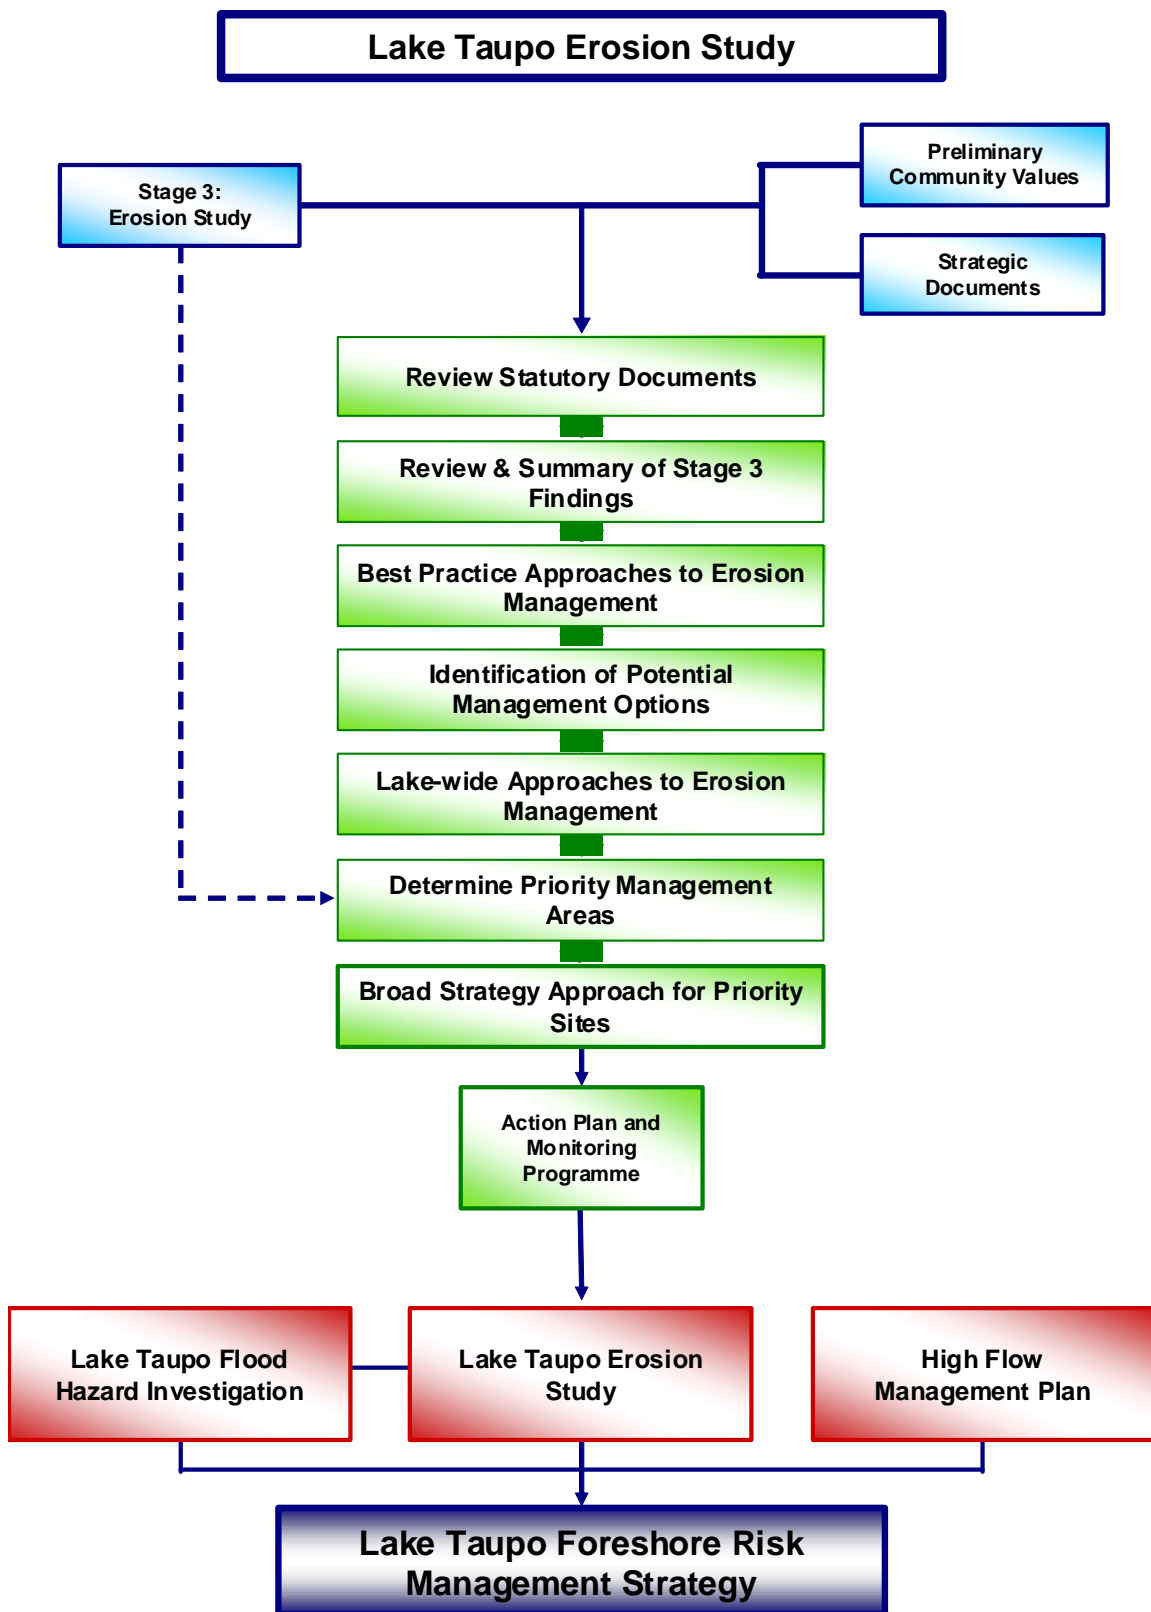 Lake Taupo Erosion Study
Preliminary
Community Values
Stage 3:
Erosion Study
Strategic
Documents
Review Statutory Documents
Review & Summary of Stage 3
Findings
Best Practice Approaches to Erosion
Management
Identification of Potential
Management Options
Lake-wide Approaches to Erosion
Management
Determine Priority Management
Areas
Broad Strategy Approach for Priority
Sites
Action Plan and
Monitoring
Programme
Lake Taupo Flood
Hazard Investigation
Lake Taupo Erosion
Study
High Flow
Management Plan
Lake Taupo Foreshore Risk
Management Strategy